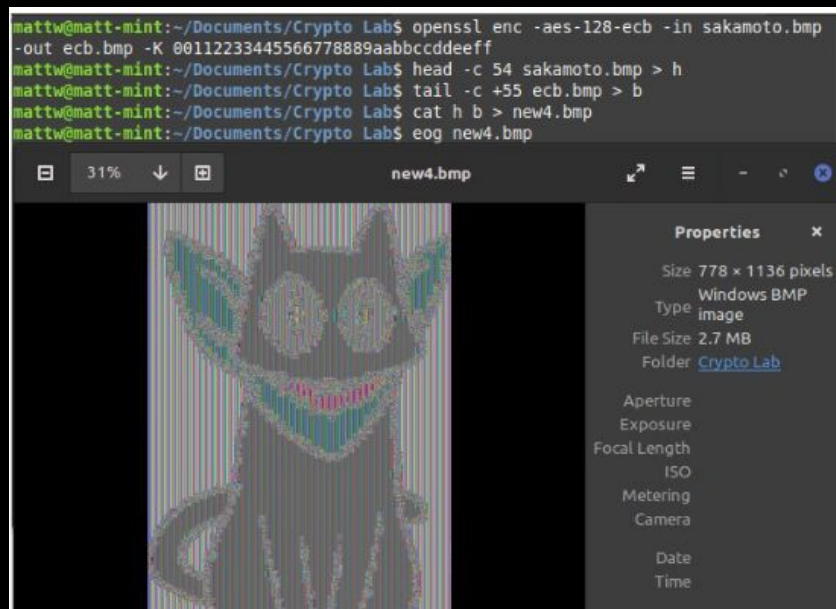 mattw@matt-mint:~/Documents/Crypto Lab$ openssl enc -aes-128-ecb -in sakamoto.bmp
-out ecb.bmp -K 00112233445566778889aabbccddeeff
mattw@matt-mint:~/Documents/Crypto Lab$ head -c 54 sakamoto.bmp > h
mattw@matt-mint:~/Documents/Crypto Lab$ tail -c +55 ecb.bmp > b
mattw@matt-mint:~/Documents/Crypto Lab$ cat h b > new4.bmp
mattw@matt-mint:~/Documents/Crypto Lab$ eog new4.bmp
31% new4.bmp
Properties
Size 778 × 1136 pixels
Type Windows BMP
image
File Size 2.7 MB
Folder Crypto Lab
Aperture
Exposure
Focal Length
ISO
Metering
Camera
Date
Time